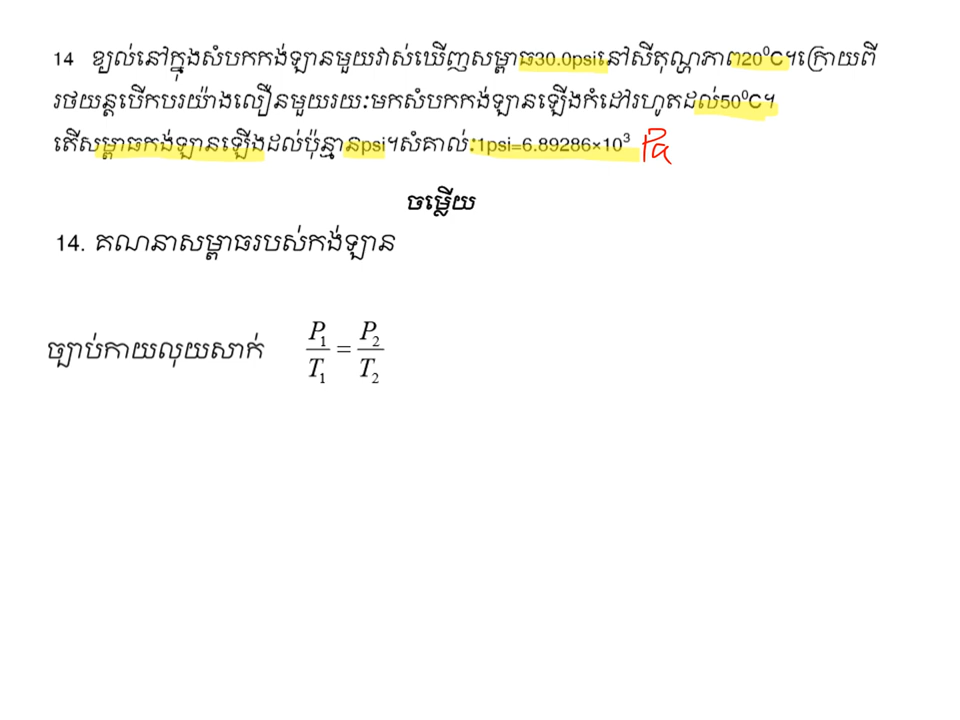 14 ខ្យល់នៅក្នុងសំបកកង់ឡានមួយវាស់ឃើញសម្ពាធ30.0psiនៅសីតុណ្ហភាព20⁰C។ក្រោយពី
រថយន្តបើកបរយ៉ាងលឿនមួយរយៈមកសំបកកង់ឡានឡើងកំដៅរហូតដល់50⁰C។
តើសម្ពាធកង់ឡានឡើងដល់ប៉ុន្មានpsi។សំគាល់ៈ1psi=6.89286×10³ Pa
ចម្លើយ
14. គណនាសម្ពាធរបស់កង់ឡាន
ច្បាប់កាយលុយសាក់ P₁/T₁ = P₂/T₂